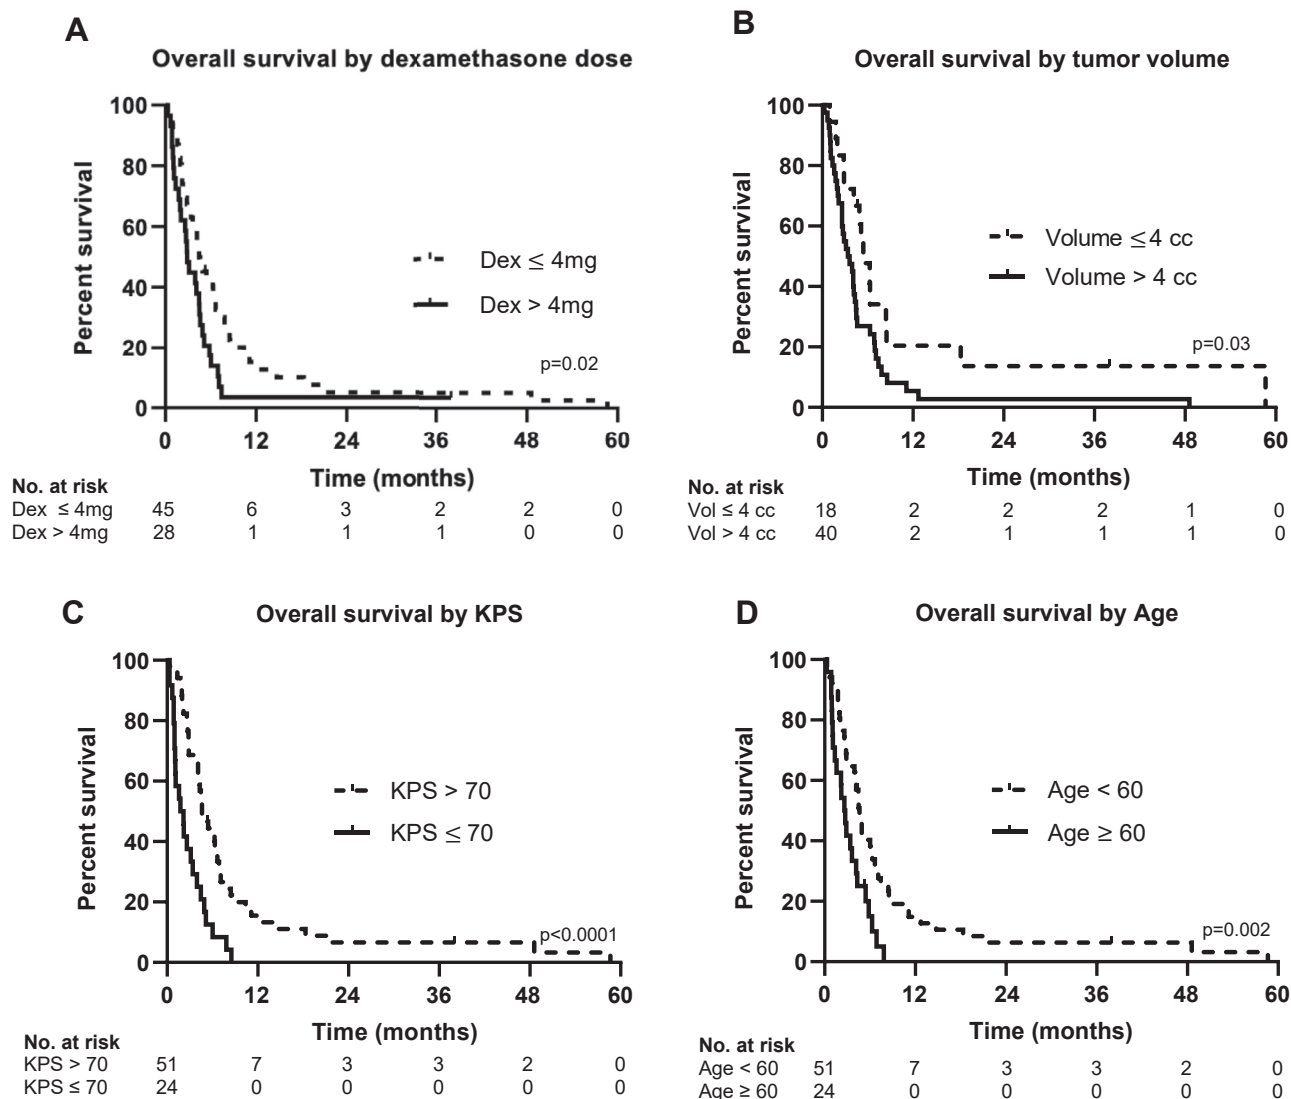 A
Overall survival by dexamethasone dose
Percent survival
100
80
60
40
20
0
Dex ≤ 4mg
Dex > 4mg
p=0.02
0 12 24 36 48 60
Time (months)
No. at risk
Dex ≤ 4mg 45 6 3 2 2 0
Dex > 4mg 28 1 1 1 0 0
B
Overall survival by tumor volume
Percent survival
100
80
60
40
20
0
Volume ≤ 4 cc
Volume > 4 cc
p=0.03
0 12 24 36 48 60
Time (months)
No. at risk
Vol ≤ 4 cc 18 2 2 2 1 0
Vol > 4 cc 40 2 1 1 1 0
C
Overall survival by KPS
Percent survival
100
80
60
40
20
0
KPS > 70
KPS ≤ 70
p<0.0001
0 12 24 36 48 60
Time (months)
No. at risk
KPS > 70 51 7 3 3 2 0
KPS ≤ 70 24 0 0 0 0 0
D
Overall survival by Age
Percent survival
100
80
60
40
20
0
Age < 60
Age ≥ 60
p=0.002
0 12 24 36 48 60
Time (months)
No. at risk
Age < 60 51 7 3 3 2 0
Age ≥ 60 24 0 0 0 0 0